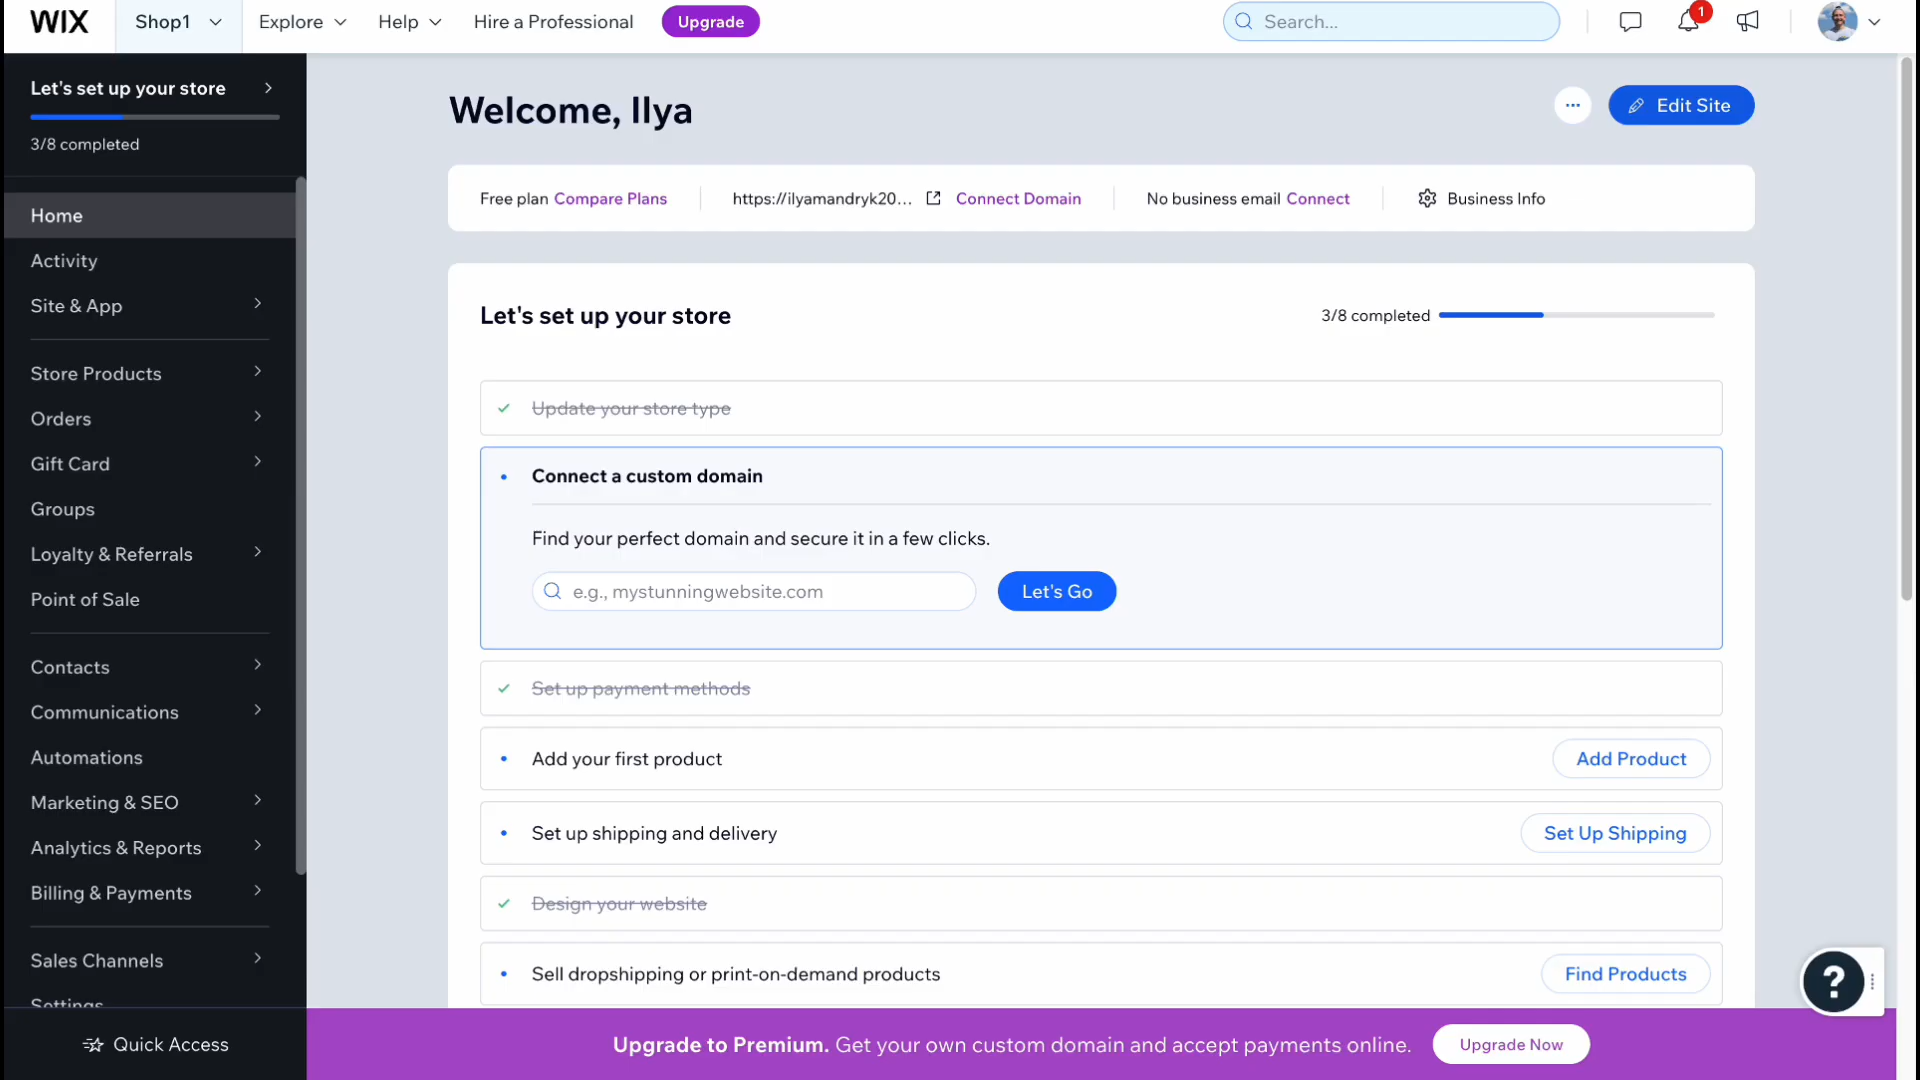 WIX
Shop1
Explore
Help
Hire a Professional
Upgrade
Search...
1
Let's set up your store
3/8 completed
Home
Activity
Site & App
Store Products
Orders
Gift Card
Groups
Loyalty & Referrals
Point of Sale
Contacts
Communications
Automations
Marketing & SEO
Analytics & Reports
Billing & Payments
Sales Channels
Settings
Quick Access
Welcome, Ilya
Edit Site
Free plan Compare Plans
https://ilyamandryk20... Connect Domain
No business email Connect
Business Info
Let's set up your store
3/8 completed
Update your store type
Connect a custom domain
Find your perfect domain and secure it in a few clicks.
e.g., mystunningwebsite.com
Let's Go
Set up payment methods
Add your first product
Add Product
Set up shipping and delivery
Set Up Shipping
Design your website
Sell dropshipping or print-on-demand products
Find Products
?
Upgrade to Premium. Get your own custom domain and accept payments online.
Upgrade Now